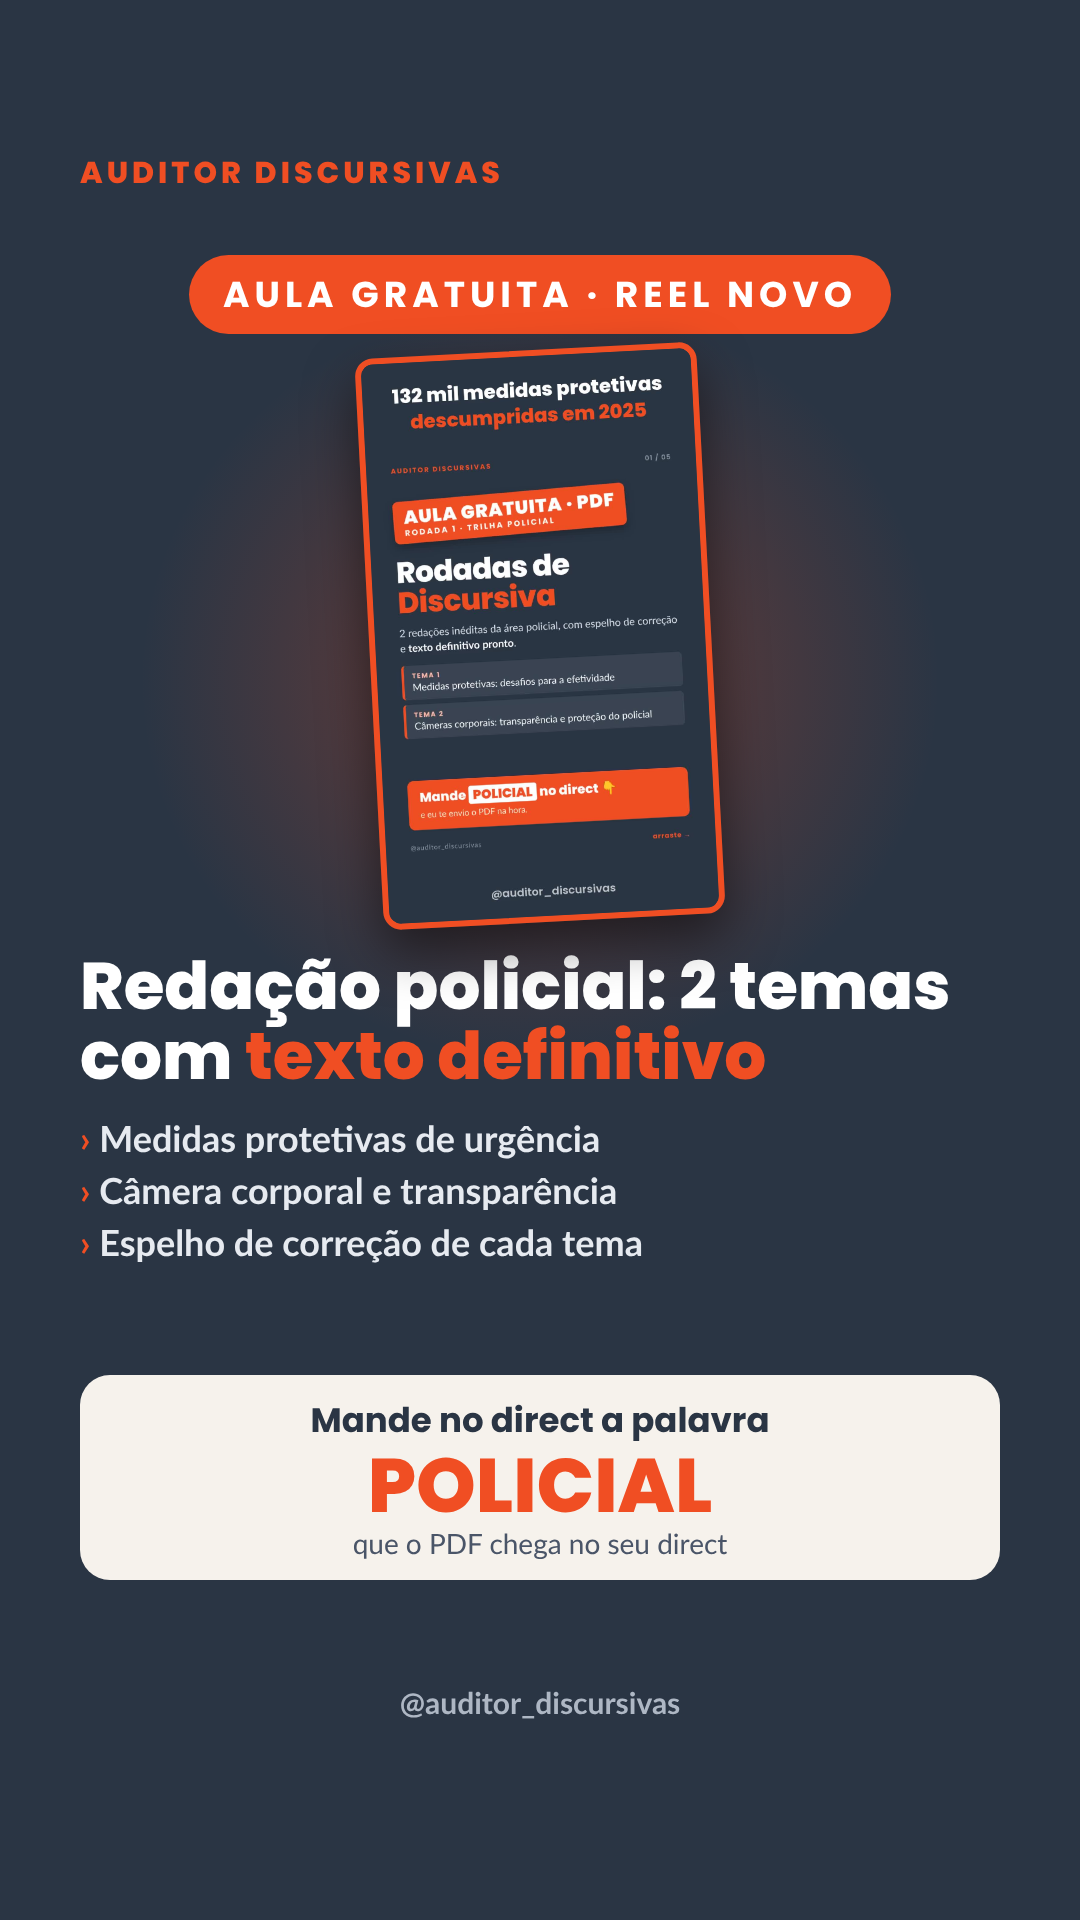 AUDITOR DISCURSIVAS
AULA GRATUITA · REEL NOVO
132 mil medidas protetivas
descumpridas em 2025
AUDITOR DISCURSIVAS
01 / 05
AULA GRATUITA · PDF
RODADA 1 · TRILHA POLICIAL
Rodadas de
Discursiva
2 redações inéditas da área policial, com espelho de correção
e texto definitivo pronto.
TEMA 1
Medidas protetivas: desafios para a efetividade
TEMA 2
Câmeras corporais: transparência e proteção do policial
Mande POLICIAL no direct 👇
e eu te envio o PDF na hora.
@auditor_discursivas
arraste →
@auditor_discursivas
Redação policial: 2 temas
com texto definitivo
› Medidas protetivas de urgência
› Câmera corporal e transparência
› Espelho de correção de cada tema
Mande no direct a palavra
POLICIAL
que o PDF chega no seu direct
@auditor_discursivas